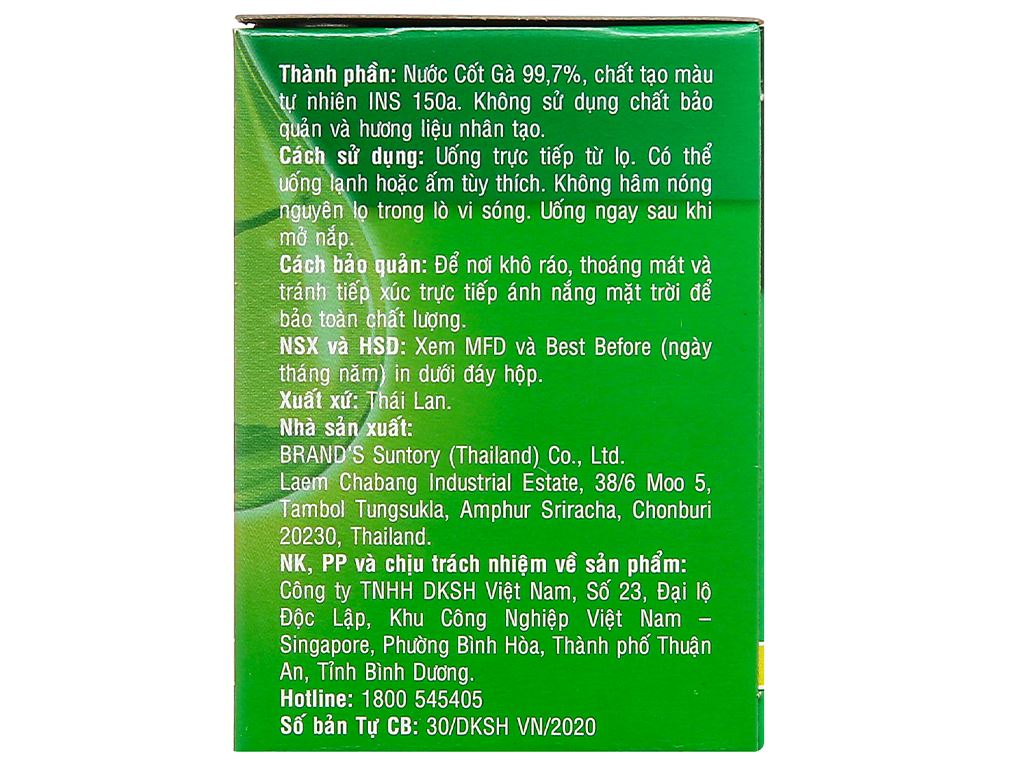 Thành phần: Nước Cốt Gà 99,7%, chất tạo màu
tự nhiên INS 150a. Không sử dụng chất bảo
quản và hương liệu nhân tạo.
Cách sử dụng: Uống trực tiếp từ lọ. Có thể
uống lạnh hoặc ấm tùy thích. Không hâm nóng
nguyên lọ trong lò vi sóng. Uống ngay sau khi
mở nắp.
Cách bảo quản: Để nơi khô ráo, thoáng mát và
tránh tiếp xúc trực tiếp ánh nắng mặt trời để
bảo toàn chất lượng.
NSX và HSD: Xem MFD và Best Before (ngày
tháng năm) in dưới đáy hộp.
Xuất xứ: Thái Lan.
Nhà sản xuất:
BRAND'S Suntory (Thailand) Co., Ltd.
Laem Chabang Industrial Estate, 38/6 Moo 5,
Tambol Tungsukla, Amphur Sriracha, Chonburi
20230, Thailand.
NK, PP và chịu trách nhiệm về sản phẩm:
Công ty TNHH DKSH Việt Nam, Số 23, Đại lộ
Độc Lập, Khu Công Nghiệp Việt Nam –
Singapore, Phường Bình Hòa, Thành phố Thuận
An, Tỉnh Bình Dương.
Hotline: 1800 545405
Số bản Tự CB: 30/DKSH VN/2020